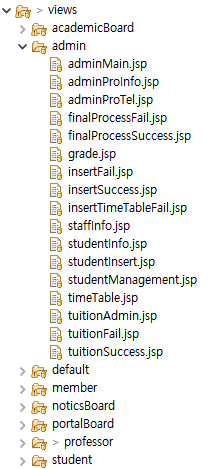 > views
academicBoard
admin
adminMain.jsp
adminProInfo.jsp
adminProTel.jsp
finalProcessFail.jsp
finalProcessSuccess.jsp
grade.jsp
insertFail.jsp
insertSuccess.jsp
insertTimeTableFail.jsp
staffInfo.jsp
studentInfo.jsp
studentInsert.jsp
studentManagement.jsp
timeTable.jsp
tuitionAdmin.jsp
tuitionFail.jsp
tuitionSuccess.jsp
default
member
noticsBoard
portalBoard
> professor
student